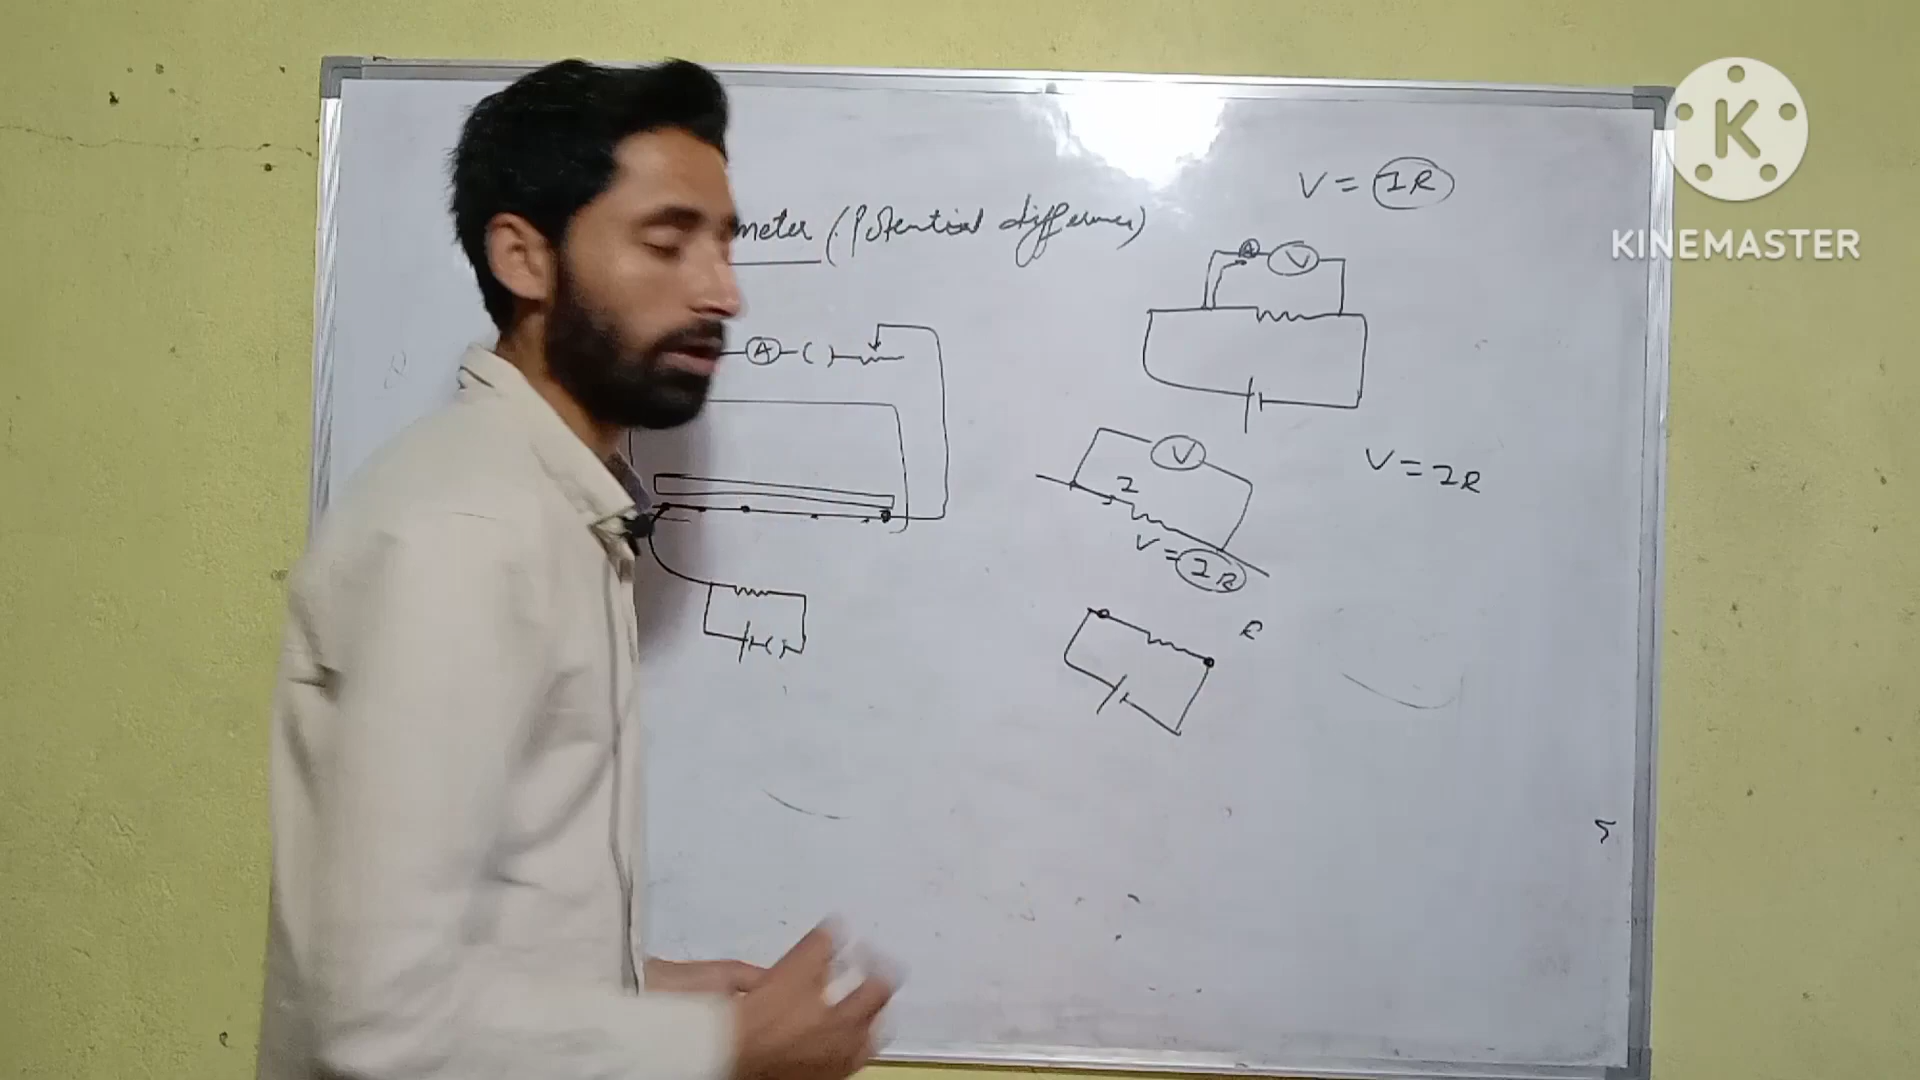 V = IR
K
KINEMASTER
meter (Potential difference)
A
V
A
V
V = IR
I
V = IR
E